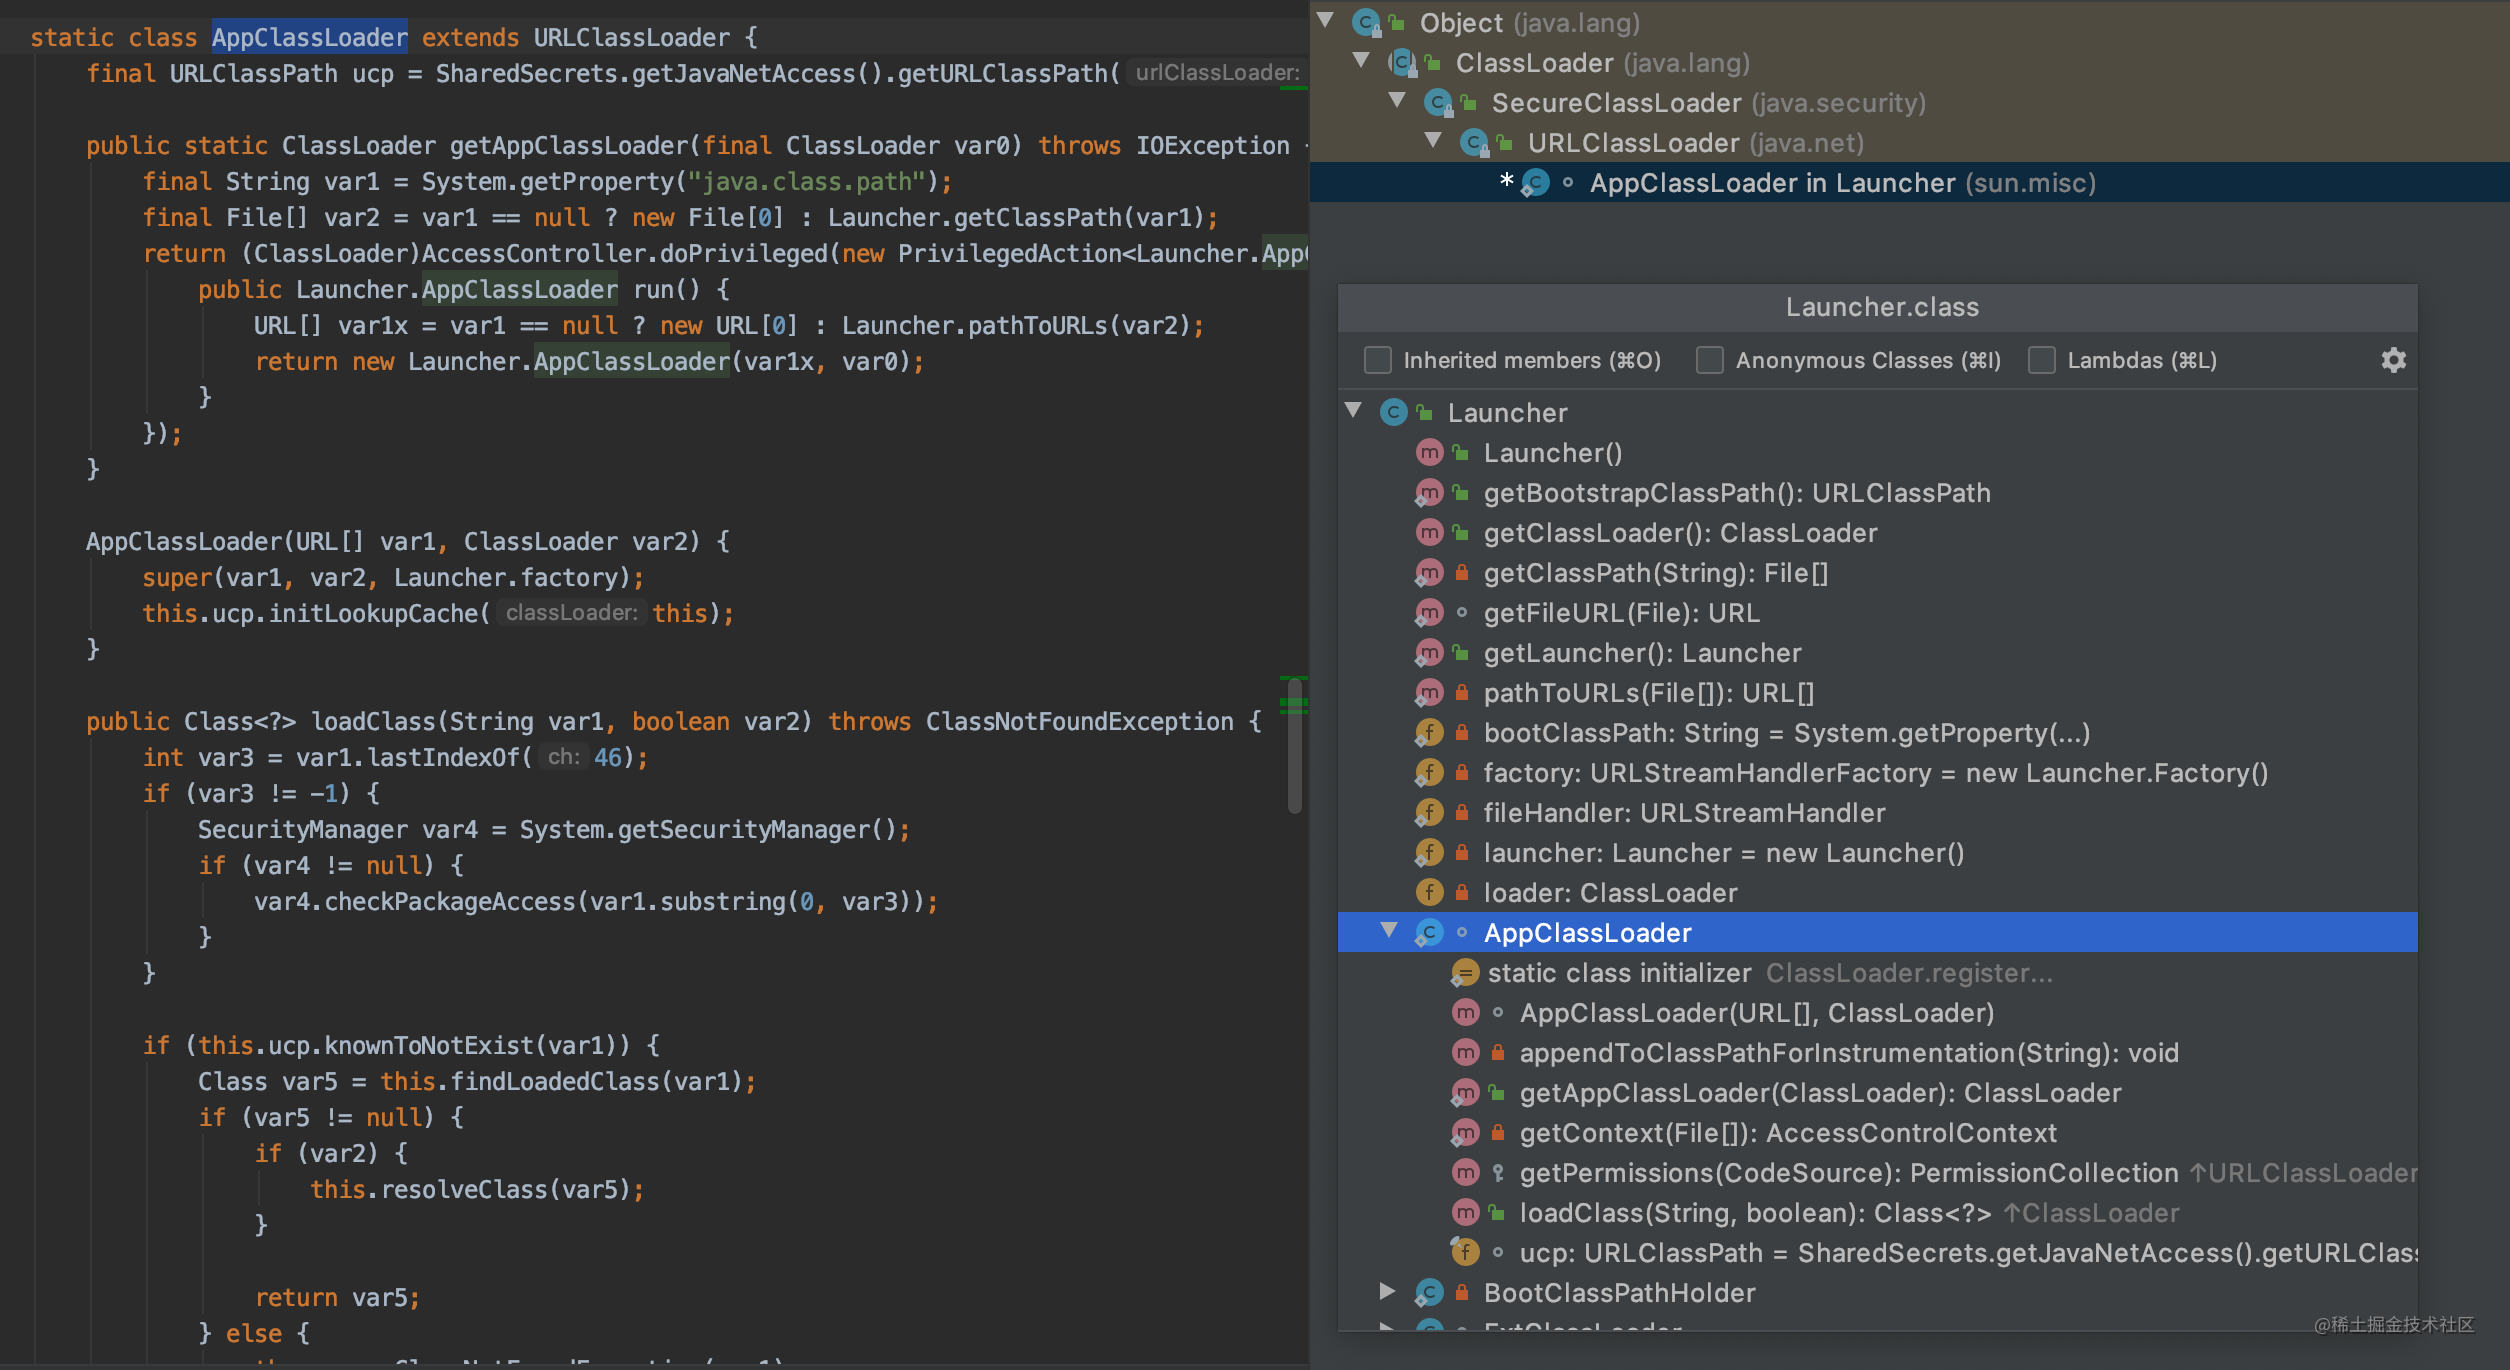 static class AppClassLoader extends URLClassLoader {
final URLClassPath ucp = SharedSecrets.getJavaNetAccess().getURLClassPath( urlClassLoader:
public static ClassLoader getAppClassLoader(final ClassLoader var0) throws IOException
final String var1 = System.getProperty("java.class.path");
final File[] var2 = var1 == null ? new File[0] : Launcher.getClassPath(var1);
return (ClassLoader)AccessController.doPrivileged(new PrivilegedAction<Launcher.App
public Launcher.AppClassLoader run() {
URL[] var1x = var1 == null ? new URL[0] : Launcher.pathToURLs(var2);
return new Launcher.AppClassLoader(var1x, var0);
}
});
}
AppClassLoader(URL[] var1, ClassLoader var2) {
super(var1, var2, Launcher.factory);
this.ucp.initLookupCache( classLoader: this);
}
public Class<?> loadClass(String var1, boolean var2) throws ClassNotFoundException {
int var3 = var1.lastIndexOf( ch: 46);
if (var3 != -1) {
SecurityManager var4 = System.getSecurityManager();
if (var4 != null) {
var4.checkPackageAccess(var1.substring(0, var3));
}
}
if (this.ucp.knownToNotExist(var1)) {
Class var5 = this.findLoadedClass(var1);
if (var5 != null) {
if (var2) {
this.resolveClass(var5);
}
return var5;
} else {
Object (java.lang)
ClassLoader (java.lang)
SecureClassLoader (java.security)
URLClassLoader (java.net)
* AppClassLoader in Launcher (sun.misc)
Launcher.class
Inherited members (⌘O) Anonymous Classes (⌘I) Lambdas (⌘L)
Launcher
Launcher()
getBootstrapClassPath(): URLClassPath
getClassLoader(): ClassLoader
getClassPath(String): File[]
getFileURL(File): URL
getLauncher(): Launcher
pathToURLs(File[]): URL[]
bootClassPath: String = System.getProperty(...)
factory: URLStreamHandlerFactory = new Launcher.Factory()
fileHandler: URLStreamHandler
launcher: Launcher = new Launcher()
loader: ClassLoader
AppClassLoader
static class initializer ClassLoader.register...
AppClassLoader(URL[], ClassLoader)
appendToClassPathForInstrumentation(String): void
getAppClassLoader(ClassLoader): ClassLoader
getContext(File[]): AccessControlContext
getPermissions(CodeSource): PermissionCollection ↑URLClassLoader
loadClass(String, boolean): Class<?> ↑ClassLoader
ucp: URLClassPath = SharedSecrets.getJavaNetAccess().getURLClass
BootClassPathHolder
ExtClassLoader
@稀土掘金技术社区